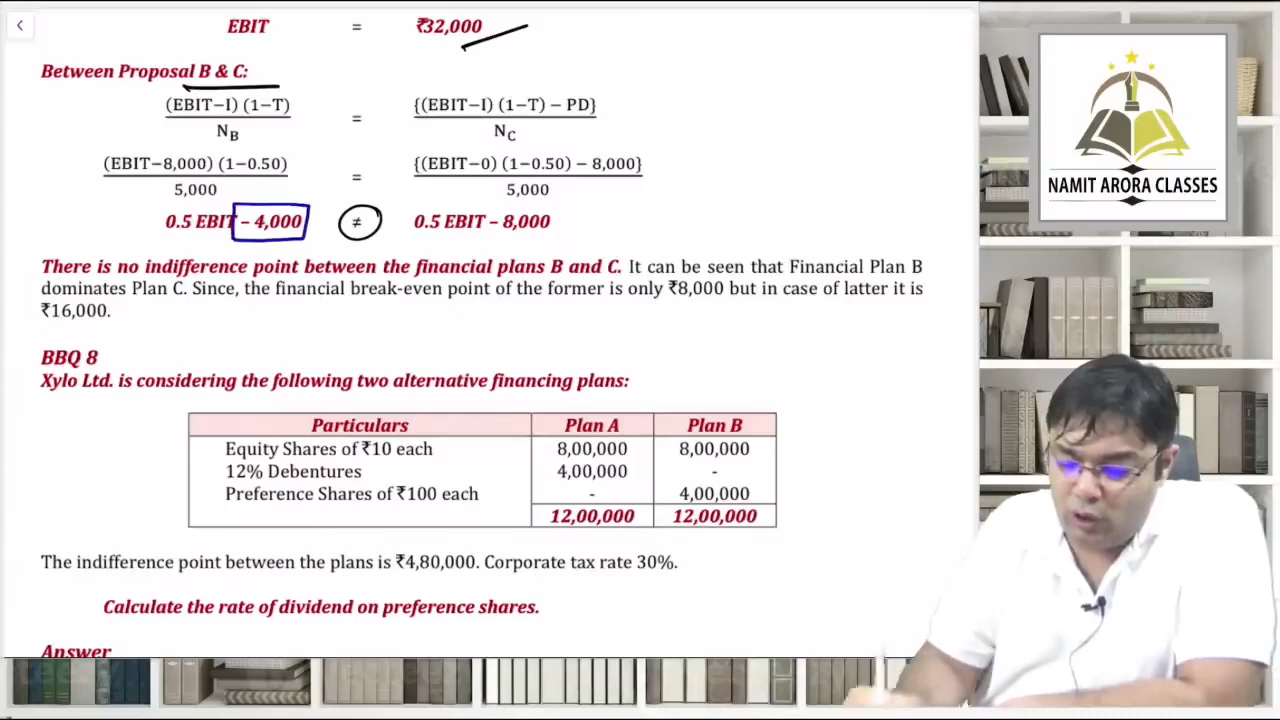 EBIT = ₹32,000
Between Proposal B & C:
(EBIT−I) (1−T) = {(EBIT−I) (1−T) − PD}
N_B N_C
(EBIT−8,000) (1−0.50) = {(EBIT−0) (1−0.50) − 8,000}
5,000 5,000
0.5 EBIT − 4,000 ≠ 0.5 EBIT − 8,000
There is no indifference point between the financial plans B and C. It can be seen that Financial Plan B
dominates Plan C. Since, the financial break-even point of the former is only ₹8,000 but in case of latter it is
₹16,000.
BBQ 8
Xylo Ltd. is considering the following two alternative financing plans:
Particulars Plan A Plan B
Equity Shares of ₹10 each 8,00,000 8,00,000
12% Debentures 4,00,000 -
Preference Shares of ₹100 each - 4,00,000
12,00,000 12,00,000
The indifference point between the plans is ₹4,80,000. Corporate tax rate 30%.
Calculate the rate of dividend on preference shares.
Answer
NAMIT ARORA CLASSES